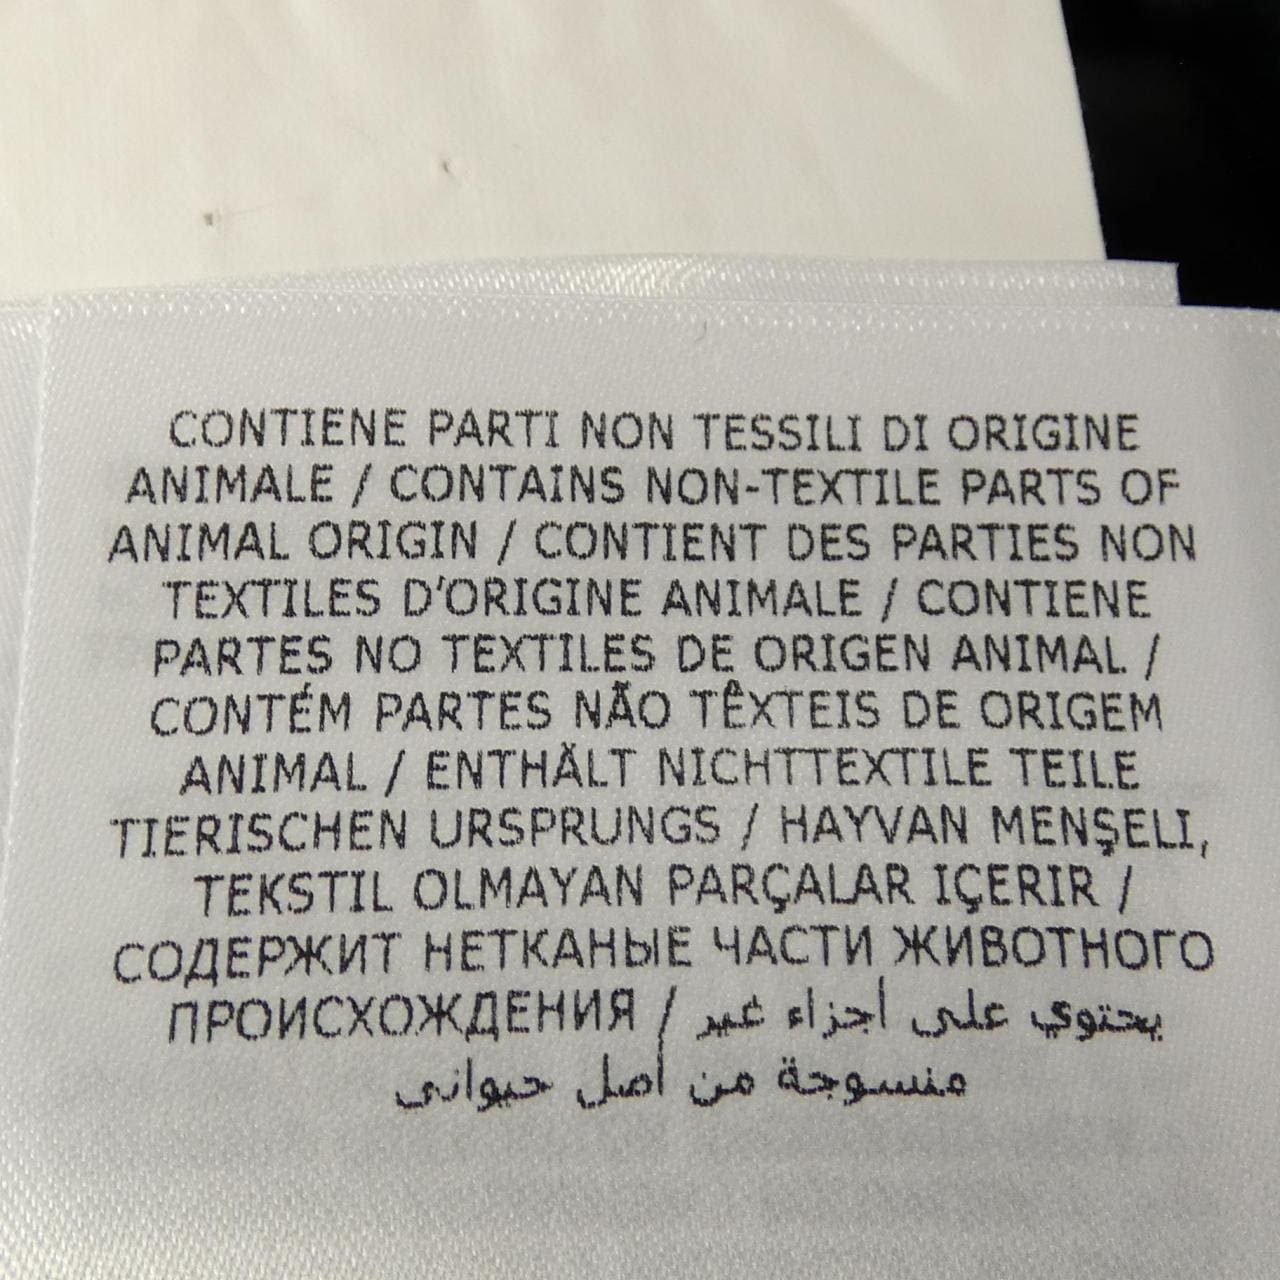 CONTIENE PARTI NON TESSILI DI ORIGINE
ANIMALE / CONTAINS NON-TEXTILE PARTS OF
ANIMAL ORIGIN / CONTIENT DES PARTIES NON
TEXTILES D'ORIGINE ANIMALE / CONTIENE
PARTES NO TEXTILES DE ORIGEN ANIMAL /
CONTÉM PARTES NÃO TÊXTEIS DE ORIGEM
ANIMAL / ENTHÄLT NICHTTEXTILE TEILE
TIERISCHEN URSPRUNGS / HAYVAN MENŞELI,
TEKSTIL OLMAYAN PARÇALAR IÇERIR /
СОДЕРЖИТ НЕТКАНЫЕ ЧАСТИ ЖИВОТНОГО
ПРОИСХОЖДЕНИЯ / يحتوي على أجزاء غير
منسوجة من أصل حيوانى